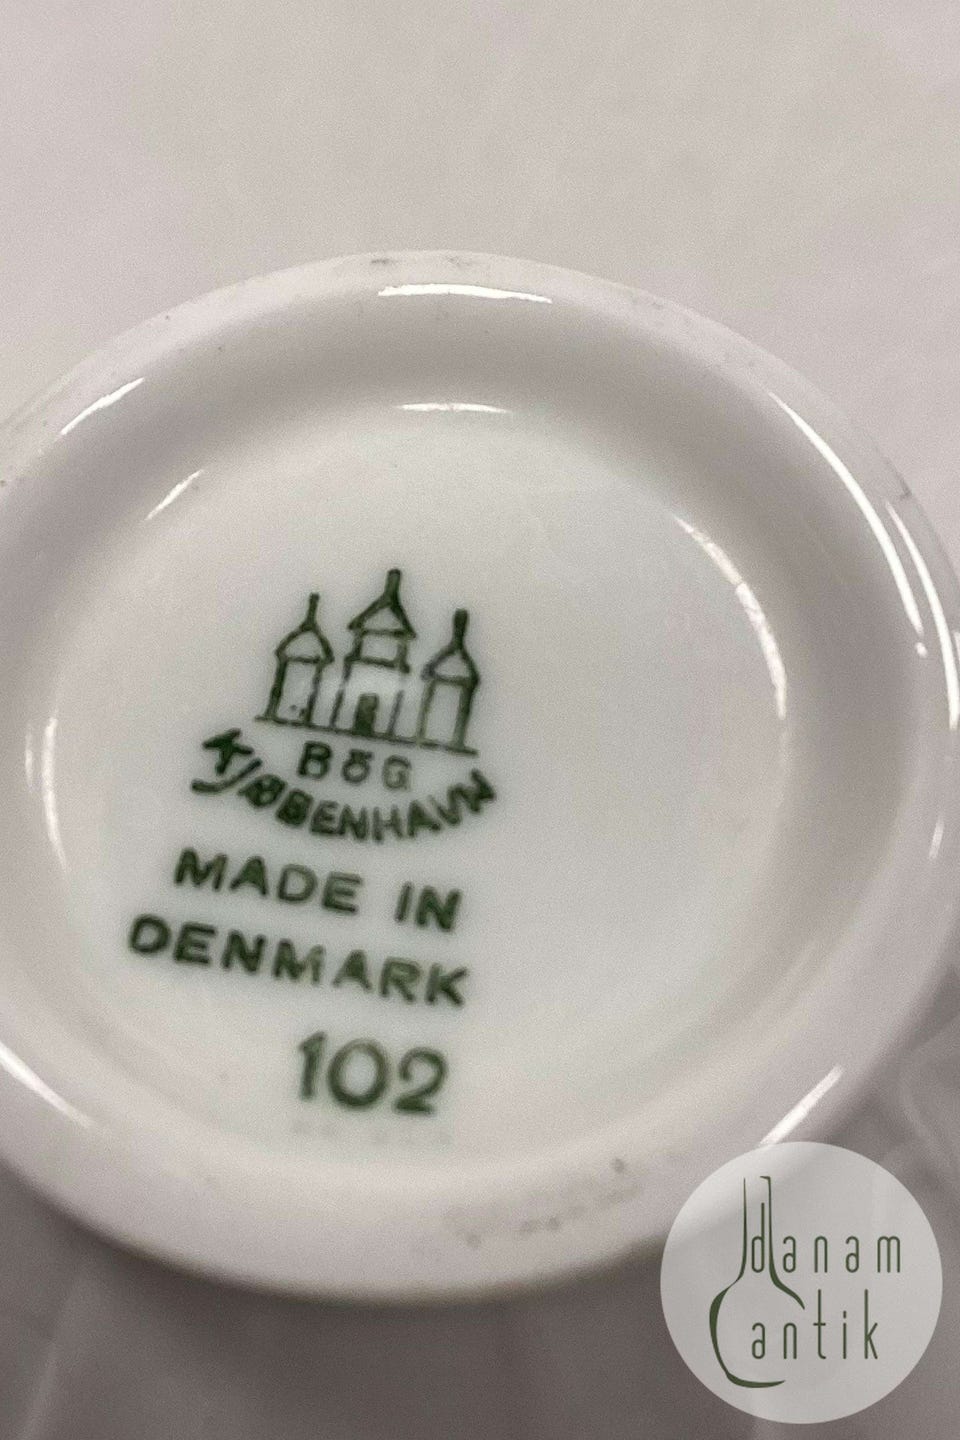 B&G
KJØBENHAVN
MADE IN
DENMARK
102
danam
antik